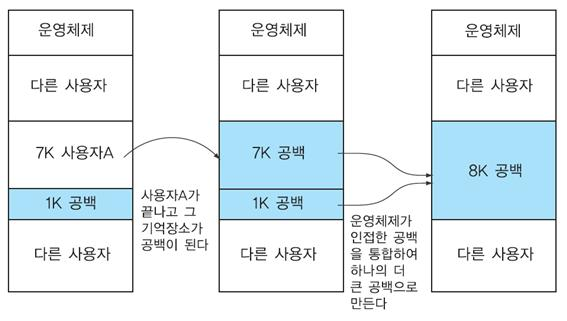 운영체제
다른 사용자
7K 사용자A
1K 공백
다른 사용자
사용자A가
끝나고 그
기억장소가
공백이 된다
운영체제
다른 사용자
7K 공백
1K 공백
다른 사용자
운영체제가
인접한 공백
을 통합하여
하나의 더
큰 공백으로
만든다
운영체제
다른 사용자
8K 공백
다른 사용자